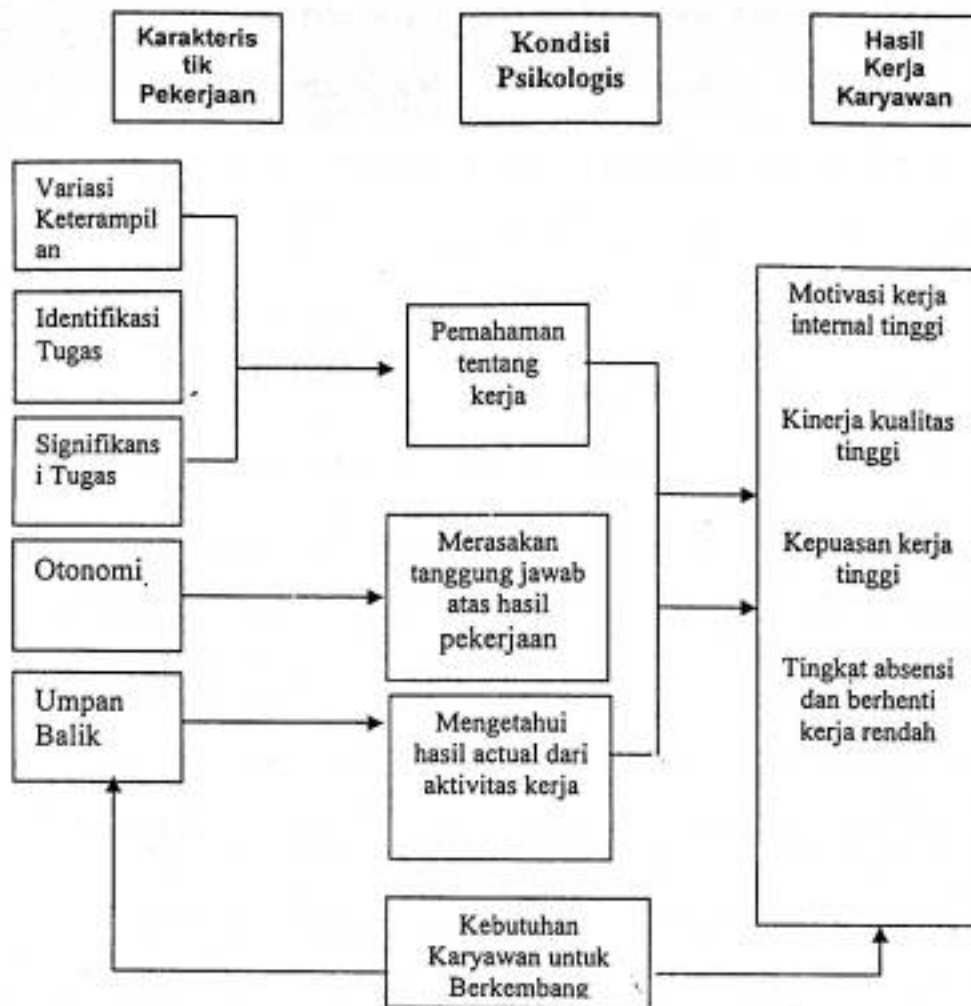 Karakteris
tik
Pekerjaan
Kondisi
Psikologis
Hasil
Kerja
Karyawan
Variasi
Keterampil
an
Identifikasi
Tugas
Signifikans
i Tugas
Otonomi
Umpan
Balik
Pemahaman
tentang
kerja
Merasakan
tanggung jawab
atas hasil
pekerjaan
Mengetahui
hasil actual dari
aktivitas kerja
Kebutuhan
Karyawan untuk
Berkembang
Motivasi kerja
internal tinggi
Kinerja kualitas
tinggi
Kepuasan kerja
tinggi
Tingkat absensi
dan berhenti
kerja rendah